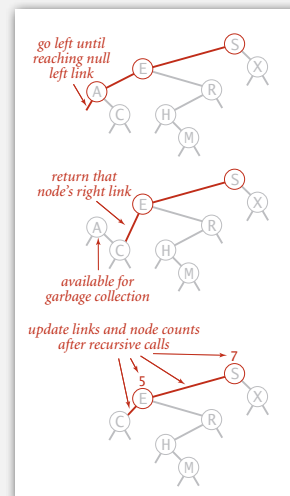 go left until
reaching null
left link
S
E
X
A
R
C
H
M
return that
node's right link
S
E
X
A
R
C
H
M
available for
garbage collection
update links and node counts
after recursive calls
7
5
S
E
X
C
R
H
M